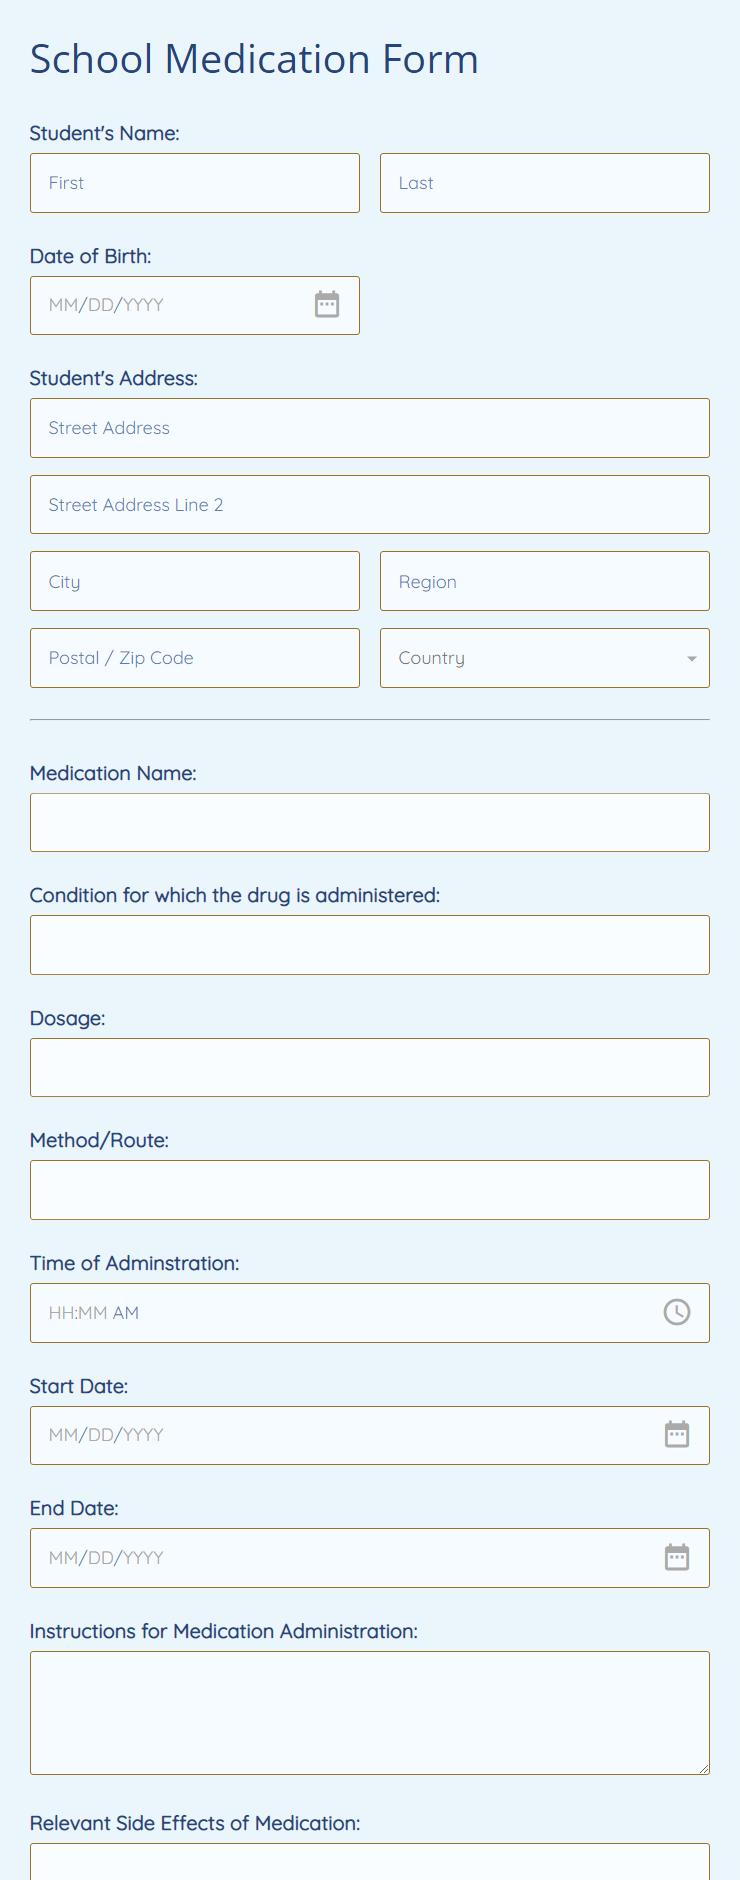 School Medication Form
Student's Name:
First Last
Date of Birth:
MM/DD/YYYY
Student's Address:
Street Address
Street Address Line 2
City Region
Postal / Zip Code Country
Medication Name:
Condition for which the drug is administered:
Dosage:
Method/Route:
Time of Adminstration:
HH:MM AM
Start Date:
MM/DD/YYYY
End Date:
MM/DD/YYYY
Instructions for Medication Administration:
Relevant Side Effects of Medication: